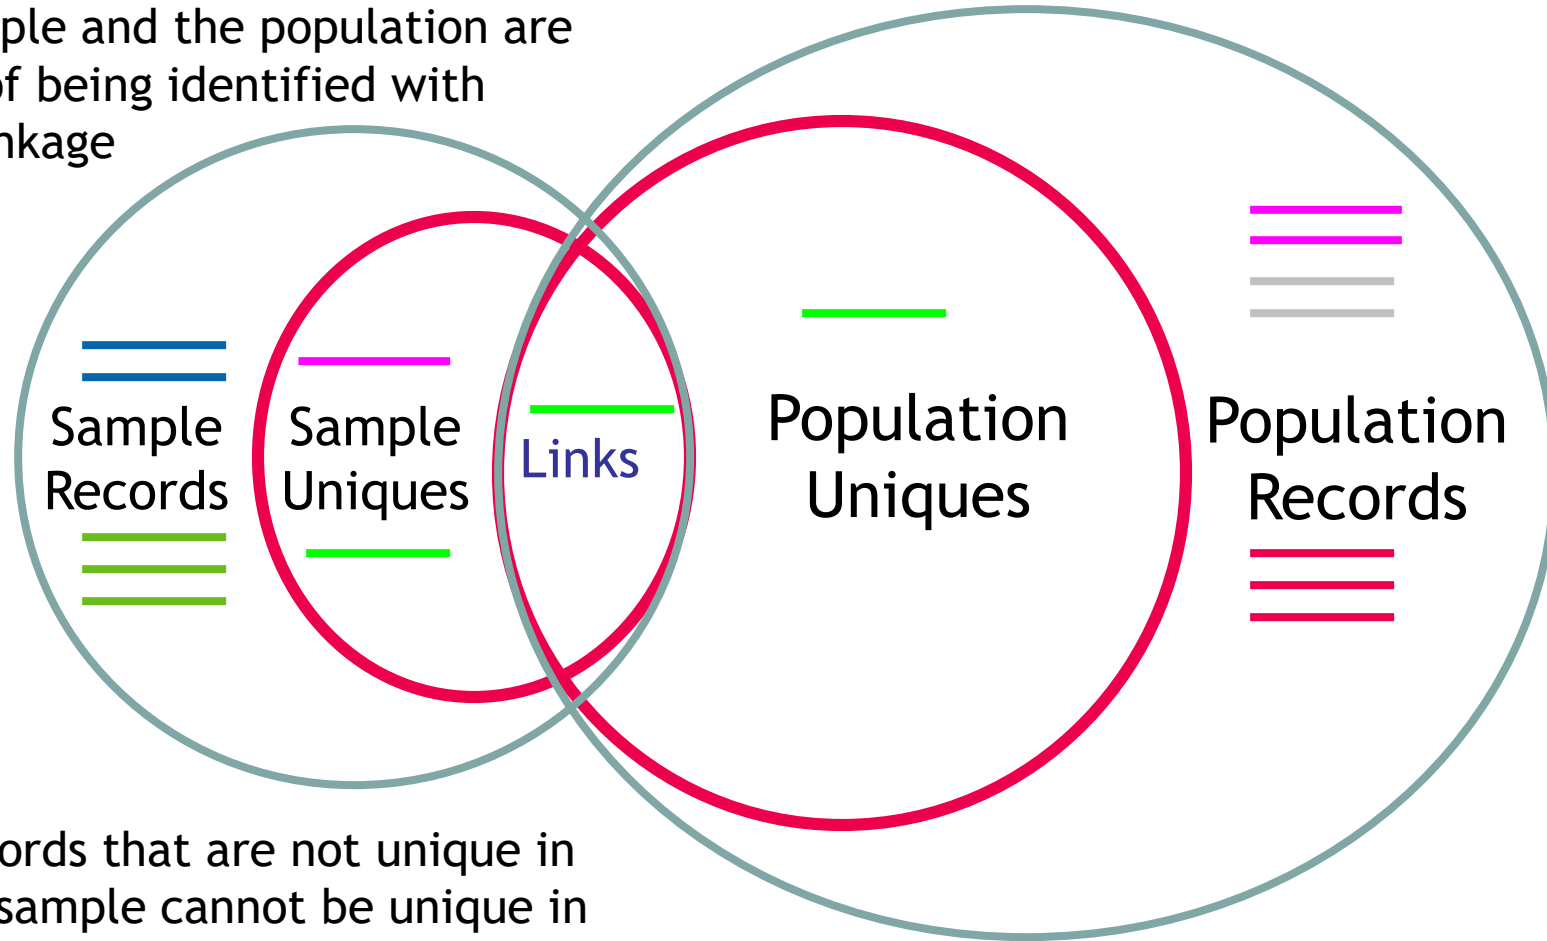 ple and the population are
of being identified with
nkage
Sample
Records
Sample
Uniques
Links
Population
Uniques
Population
Records
ords that are not unique in
sample cannot be unique in